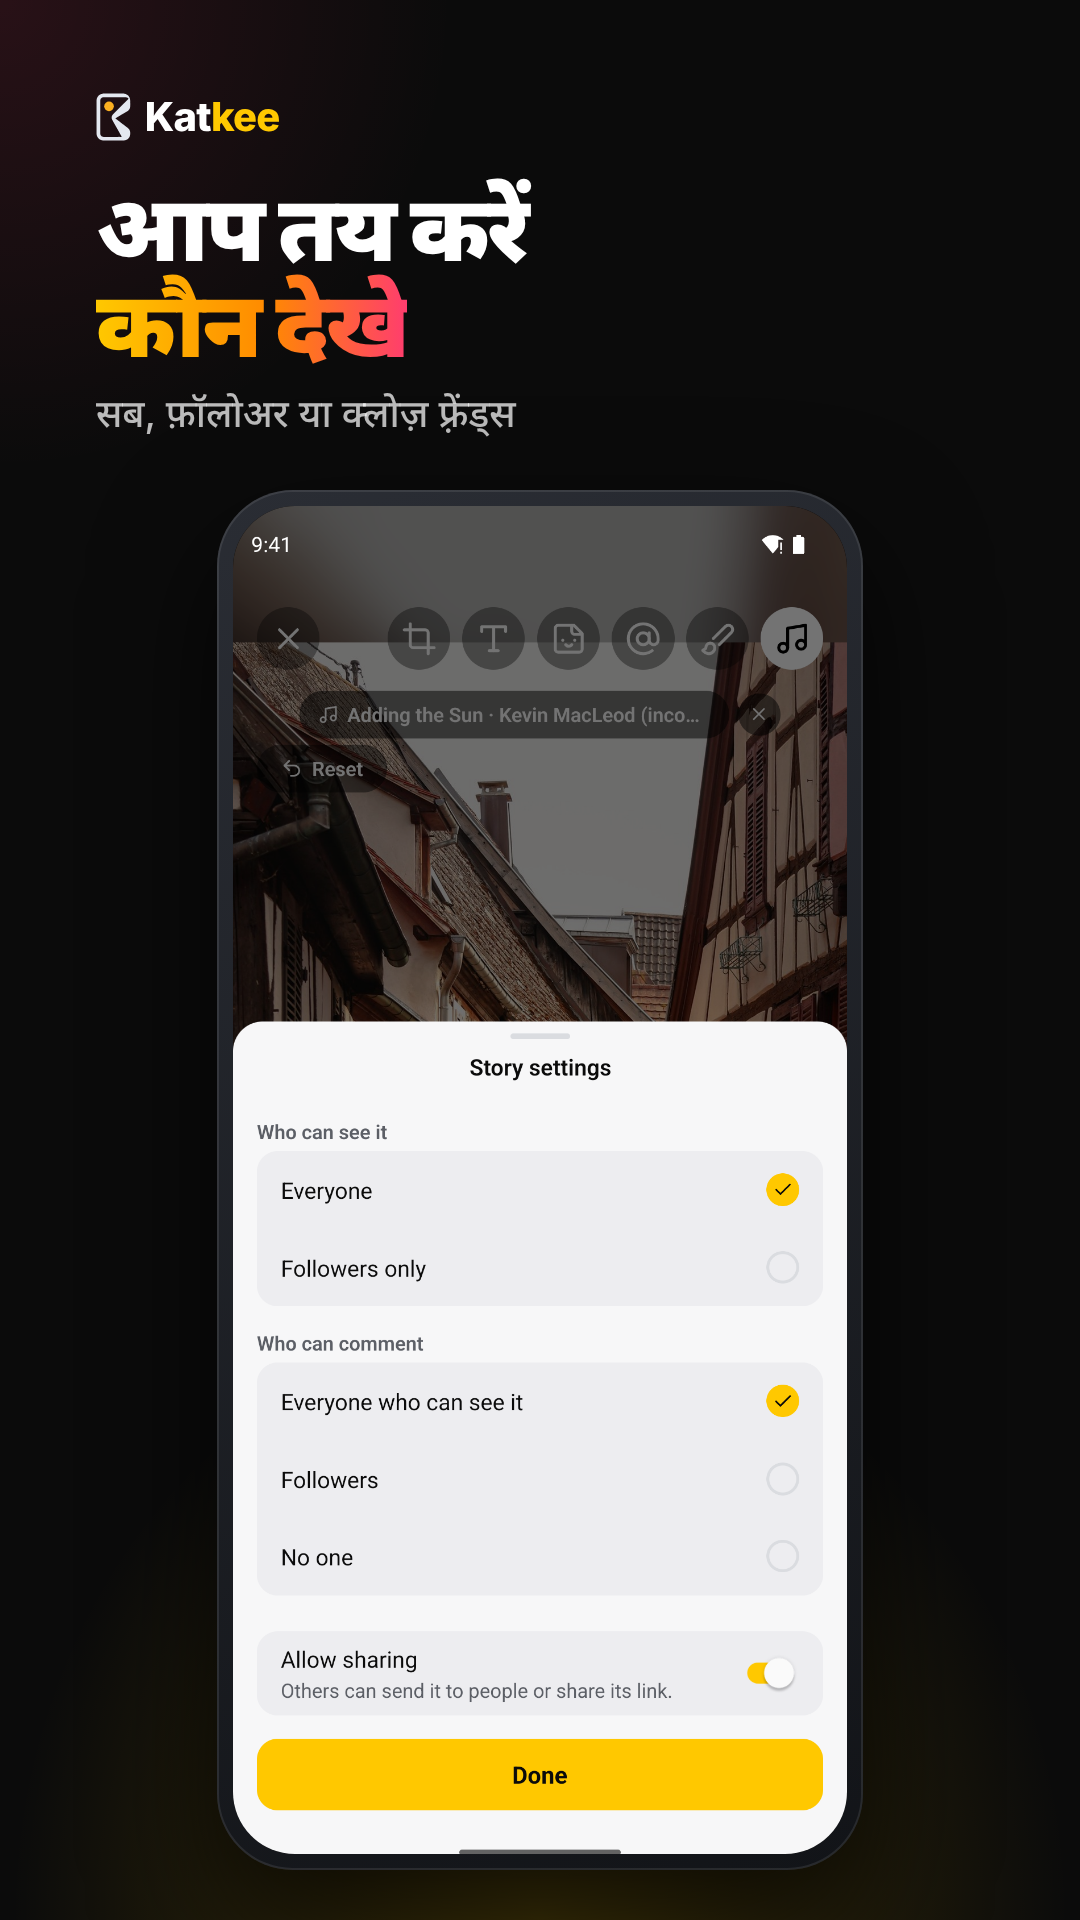 Katkee
आप तय करें
कौन देखे
सब, फ़ॉलोअर या क्लोज़ फ़्रेंड्स
9:41
Adding the Sun · Kevin MacLeod (inco...
Reset
Story settings
Who can see it
Everyone
Followers only
Who can comment
Everyone who can see it
Followers
No one
Allow sharing
Others can send it to people or share its link.
Done